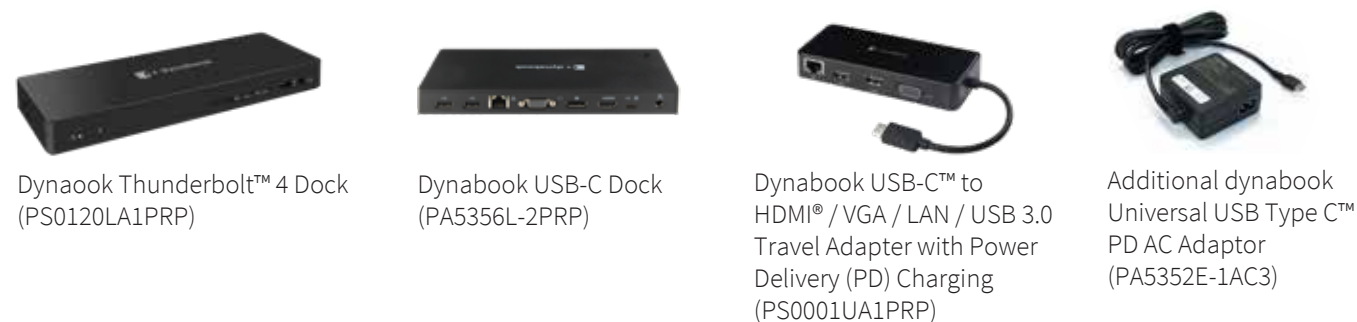 dynabook
dynabook
Dynaook Thunderbolt™ 4 Dock
(PS0120LA1PRP)
Dynabook USB-C Dock
(PA5356L-2PRP)
Dynabook USB-C™ to
HDMI® / VGA / LAN / USB 3.0
Travel Adapter with Power
Delivery (PD) Charging
(PS0001UA1PRP)
Additional dynabook
Universal USB Type C™
PD AC Adaptor
(PA5352E-1AC3)